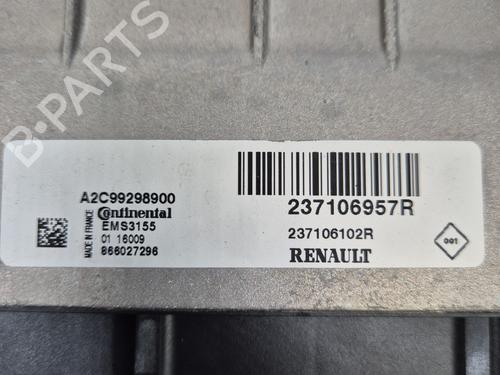 A2C99298900
Continental
EMS3155
01 16009
866027296
MADE IN FRANCE
237106957R
237106102R
RENAULT
001
B-PARTS